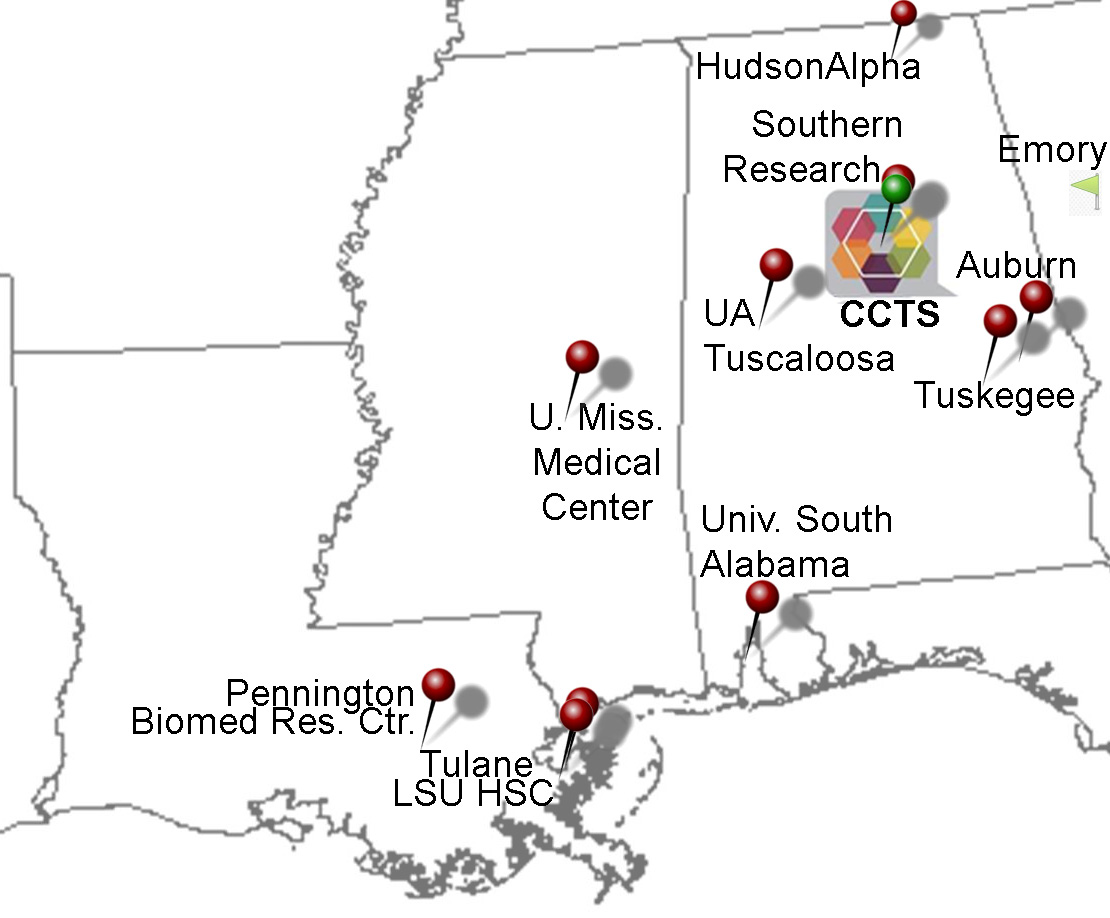 HudsonAlpha
Southern
Research
Emory
Auburn
CCTS
UA
Tuscaloosa
Tuskegee
U. Miss.
Medical
Center
Univ. South
Alabama
Pennington
Biomed Res. Ctr.
Tulane
LSU HSC